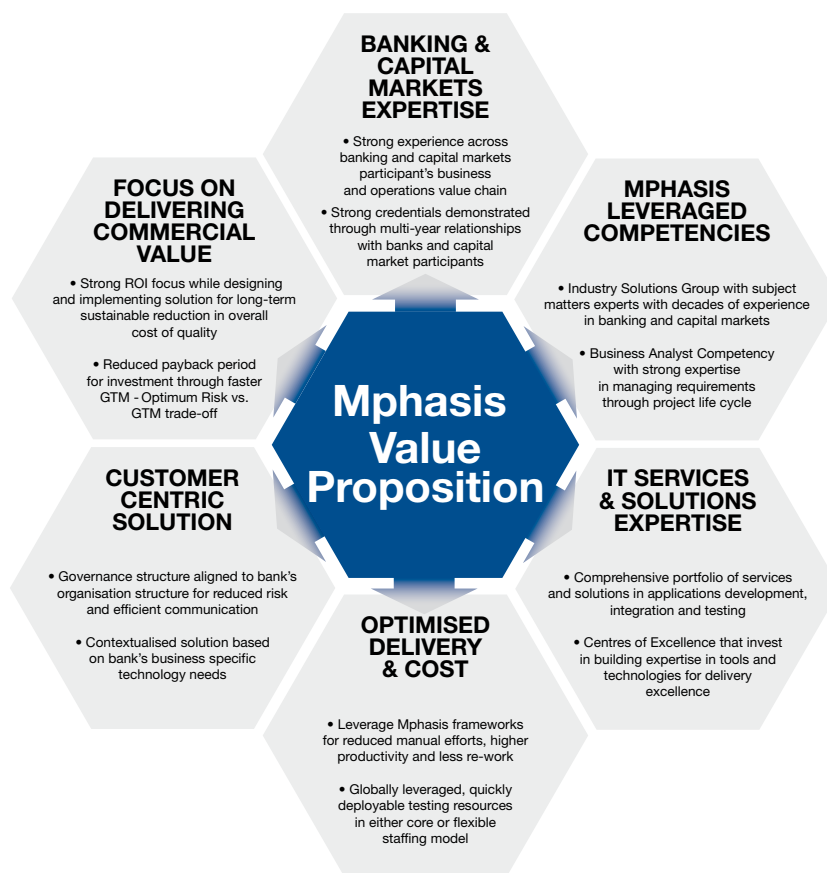 BANKING &
CAPITAL
MARKETS
EXPERTISE
• Strong experience across
banking and capital markets
participant's business
and operations value chain
• Strong credentials demonstrated
through multi-year relationships
with banks and capital
market participants
FOCUS ON
DELIVERING
COMMERCIAL
VALUE
• Strong ROI focus while designing
and implementing solution for long-term
sustainable reduction in overall
cost of quality
• Reduced payback period
for investment through faster
GTM - Optimum Risk vs.
GTM trade-off
MPHASIS
LEVERAGED
COMPETENCIES
• Industry Solutions Group with subject
matters experts with decades of experience
in banking and capital markets
• Business Analyst Competency
with strong expertise
in managing requirements
through project life cycle
Mphasis
Value
Proposition
CUSTOMER
CENTRIC
SOLUTION
• Governance structure aligned to bank's
organisation structure for reduced risk
and efficient communication
• Contextualised solution based
on bank's business specific
technology needs
IT SERVICES
& SOLUTIONS
EXPERTISE
• Comprehensive portfolio of services
and solutions in applications development,
integration and testing
• Centres of Excellence that invest
in building expertise in tools and
technologies for delivery
excellence
OPTIMISED
DELIVERY
& COST
• Leverage Mphasis frameworks
for reduced manual efforts, higher
productivity and less re-work
• Globally leveraged, quickly
deployable testing resources
in either core or flexible
staffing model